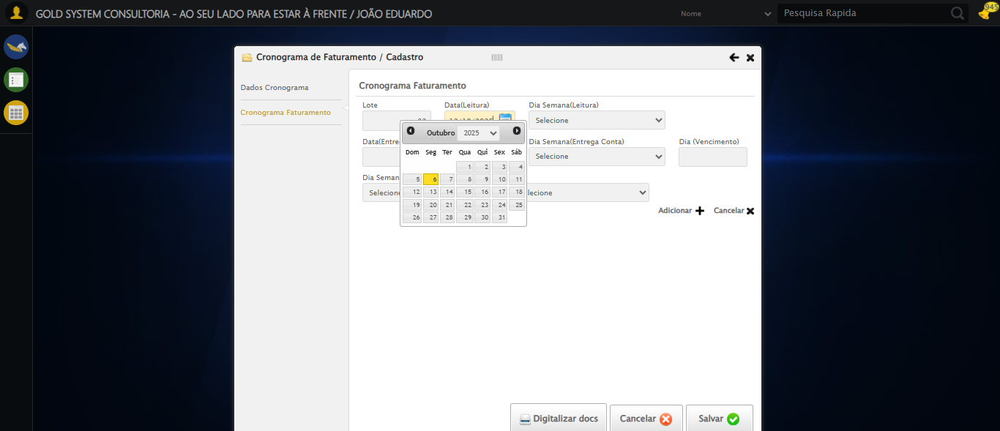 GOLD SYSTEM CONSULTORIA - AO SEU LADO PARA ESTAR À FRENTE / JOÃO EDUARDO
Nome
Pesquisa Rapida
945
Cronograma de Faturamento / Cadastro
Dados Cronograma
Cronograma Faturamento
Cronograma Faturamento
Lote
Data(Leitura)
Dia Semana(Leitura)
Selecione
Data(Entre
Dia Semana(Entrega Conta)
Dia (Vencimento)
Selecione
Dia Seman
Selecione
lecione
Outubro 2025
Dom Seg Ter Qua Qui Sex Sáb
1 2 3 4
5 6 7 8 9 10 11
12 13 14 15 16 17 18
19 20 21 22 23 24 25
26 27 28 29 30 31
Adicionar
Cancelar
Digitalizar docs
Cancelar
Salvar